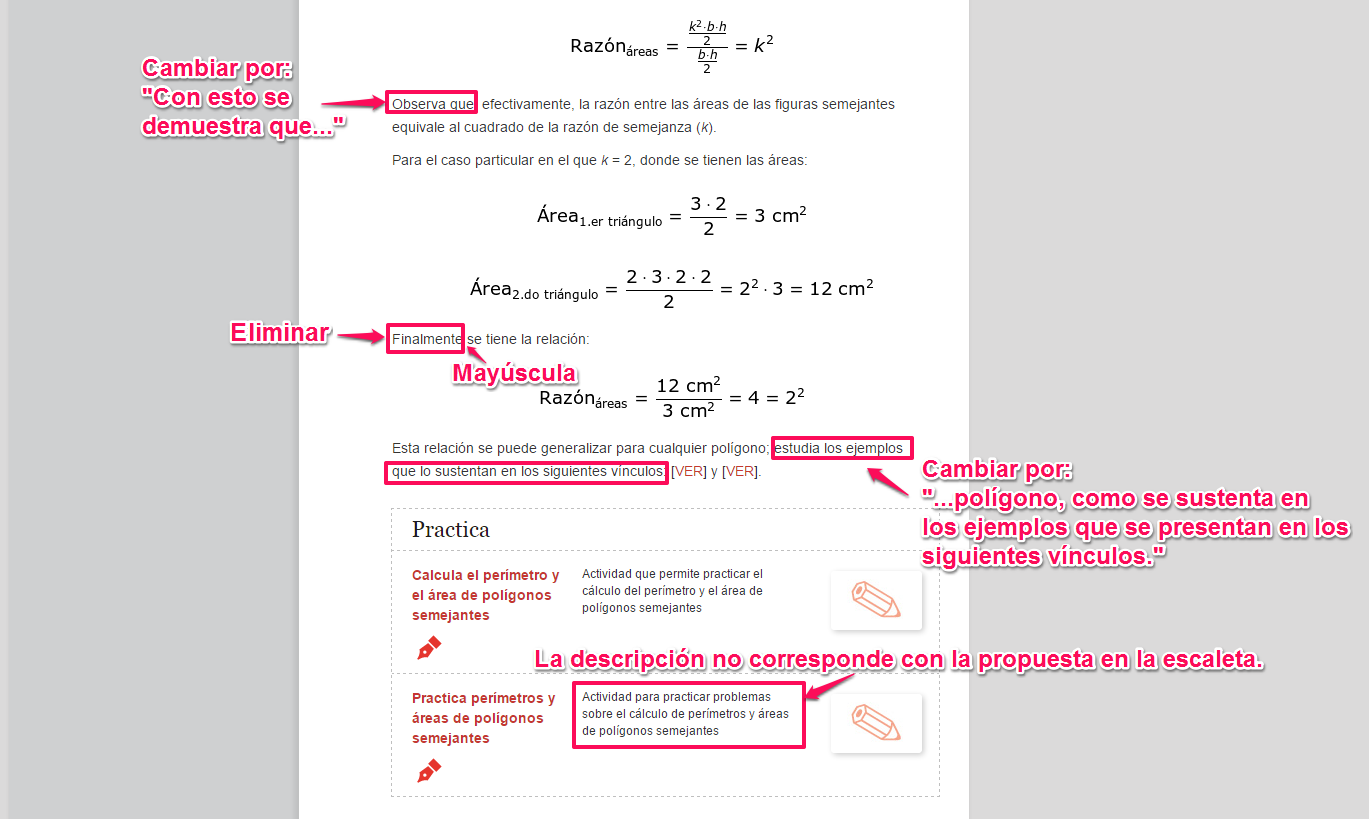 Razón áreas = (k²·b·h / 2) / (b·h / 2) = k²
Cambiar por:
"Con esto se
demuestra que..."
Observa que, efectivamente, la razón entre las áreas de las figuras semejantes
equivale al cuadrado de la razón de semejanza (k).
Para el caso particular en el que k = 2, donde se tienen las áreas:
Área 1.er triángulo = 3 · 2 / 2 = 3 cm²
Área 2.do triángulo = 2 · 3 · 2 · 2 / 2 = 2² · 3 = 12 cm²
Eliminar
Finalmente se tiene la relación:
Mayúscula
Razón áreas = 12 cm² / 3 cm² = 4 = 2²
Esta relación se puede generalizar para cualquier polígono; estudia los ejemplos
que lo sustentan en los siguientes vínculos: [VER] y [VER].
Cambiar por:
"...polígono, como se sustenta en
los ejemplos que se presentan en los
siguientes vínculos."
Practica
Calcula el perímetro y
el área de polígonos
semejantes
Actividad que permite practicar el
cálculo del perímetro y el área de
polígonos semejantes
La descripción no corresponde con la propuesta en la escaleta.
Practica perímetros y
áreas de polígonos
semejantes
Actividad para practicar problemas
sobre el cálculo de perímetros y áreas
de polígonos semejantes